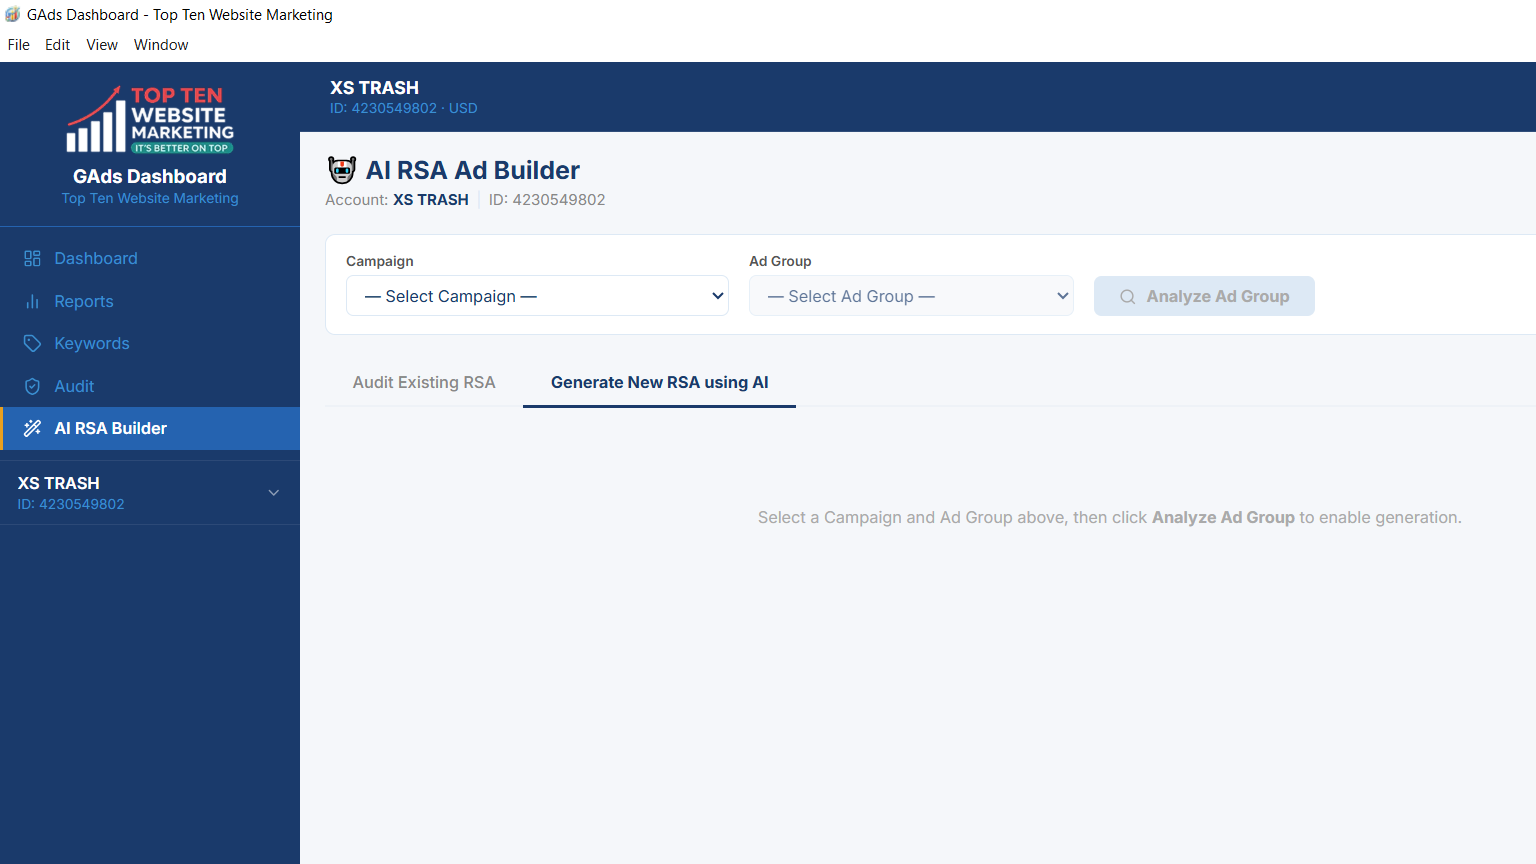 GAds Dashboard - Top Ten Website Marketing
File Edit View Window
TOP TEN
WEBSITE
MARKETING
IT'S BETTER ON TOP
GAds Dashboard
Top Ten Website Marketing
Dashboard
Reports
Keywords
Audit
AI RSA Builder
XS TRASH
ID: 4230549802
XS TRASH
ID: 4230549802 · USD
AI RSA Ad Builder
Account: XS TRASH ID: 4230549802
Campaign Ad Group
— Select Campaign — — Select Ad Group — Analyze Ad Group
Audit Existing RSA Generate New RSA using AI
Select a Campaign and Ad Group above, then click Analyze Ad Group to enable generation.